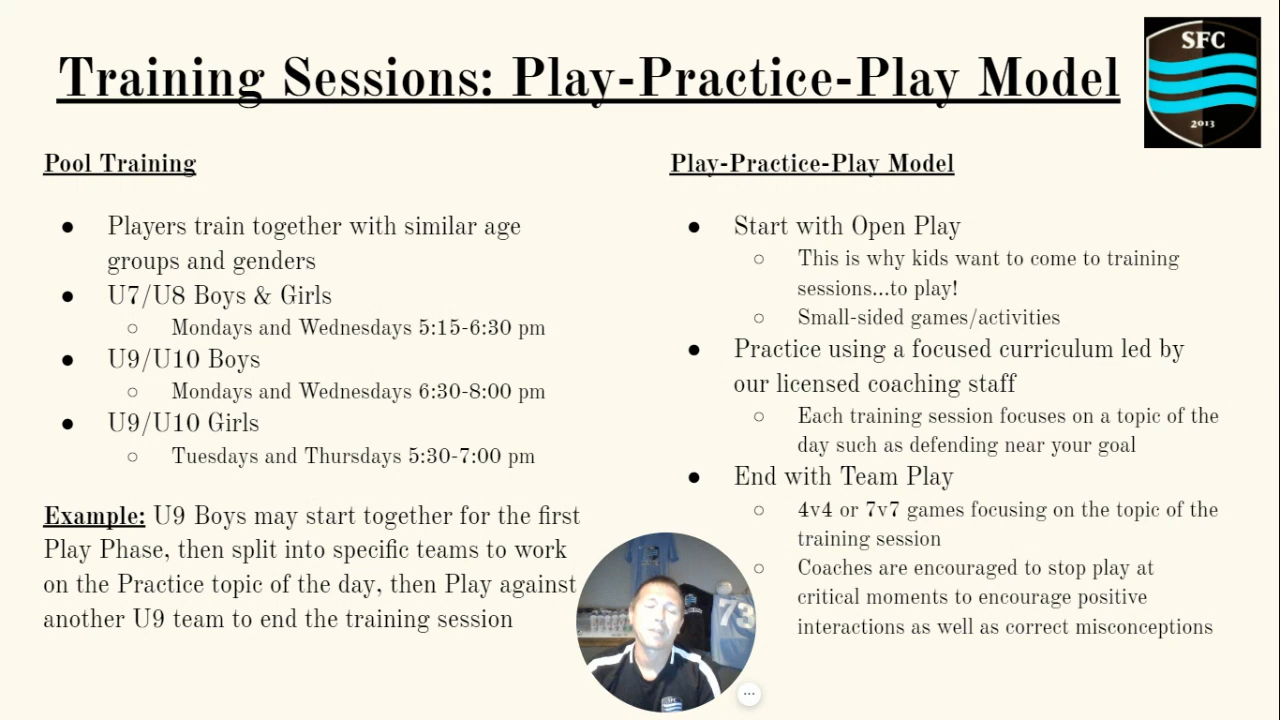 Training Sessions: Play-Practice-Play Model
SFC
2013
Pool Training
● Players train together with similar age
groups and genders
● U7/U8 Boys & Girls
○ Mondays and Wednesdays 5:15-6:30 pm
● U9/U10 Boys
○ Mondays and Wednesdays 6:30-8:00 pm
● U9/U10 Girls
○ Tuesdays and Thursdays 5:30-7:00 pm
Example: U9 Boys may start together for the first
Play Phase, then split into specific teams to work
on the Practice topic of the day, then Play against
another U9 team to end the training session
Play-Practice-Play Model
● Start with Open Play
○ This is why kids want to come to training
sessions...to play!
○ Small-sided games/activities
● Practice using a focused curriculum led by
our licensed coaching staff
○ Each training session focuses on a topic of the
day such as defending near your goal
● End with Team Play
○ 4v4 or 7v7 games focusing on the topic of the
training session
○ Coaches are encouraged to stop play at
critical moments to encourage positive
interactions as well as correct misconceptions
73